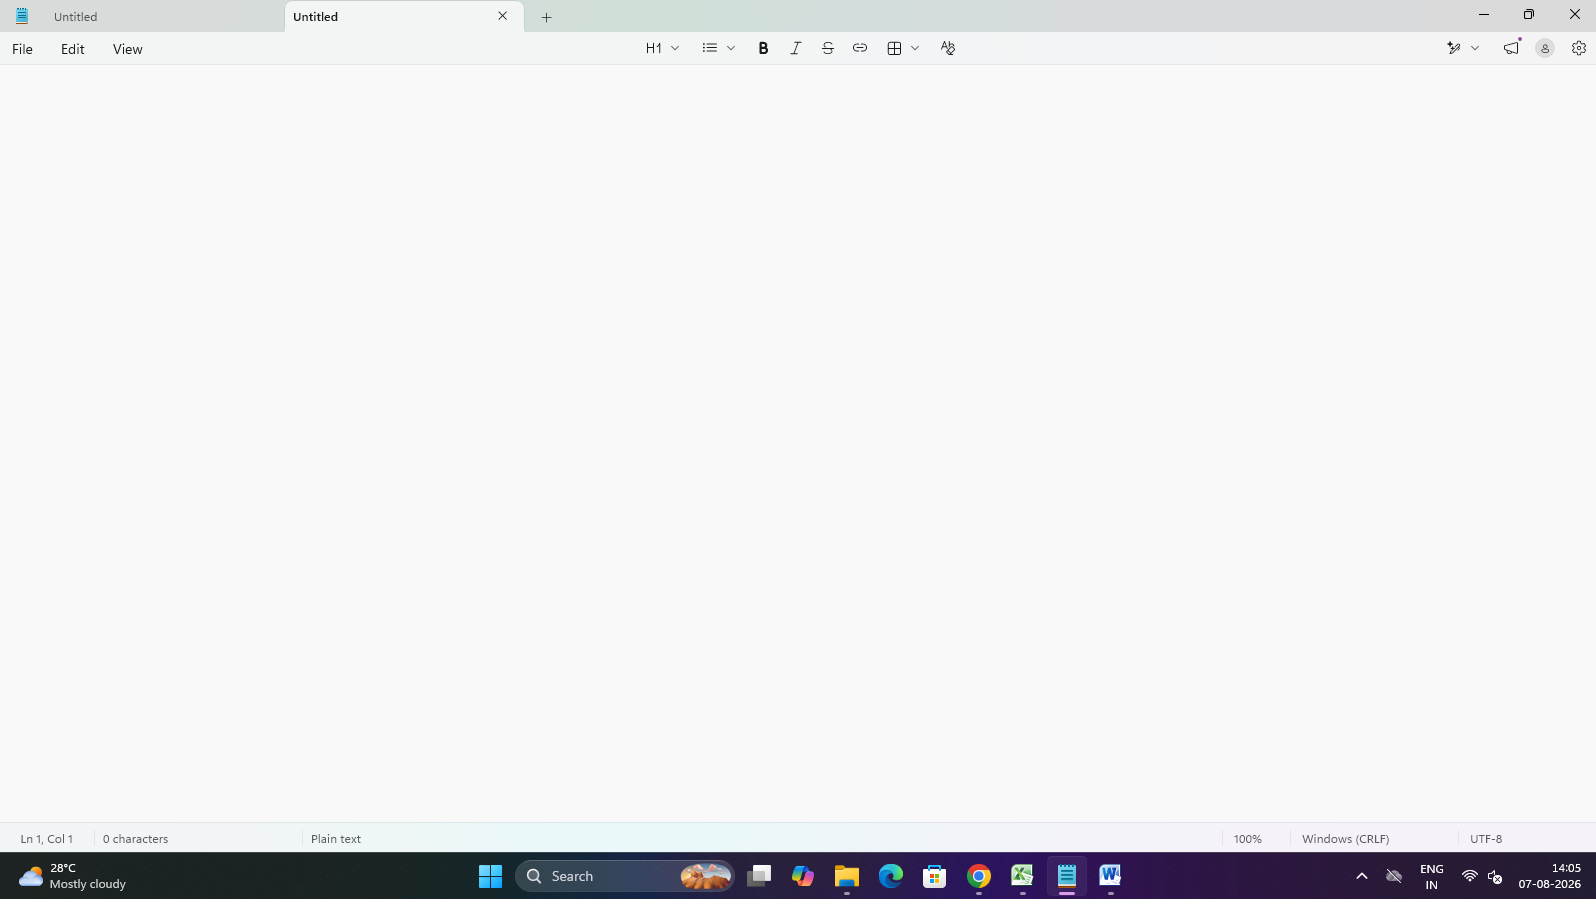 Untitled
Untitled
File Edit View H1 B I S
Ln 1, Col 1 0 characters Plain text 100% Windows (CRLF) UTF-8
28°C
Mostly cloudy
Search
ENG
IN
14:05
07-08-2026